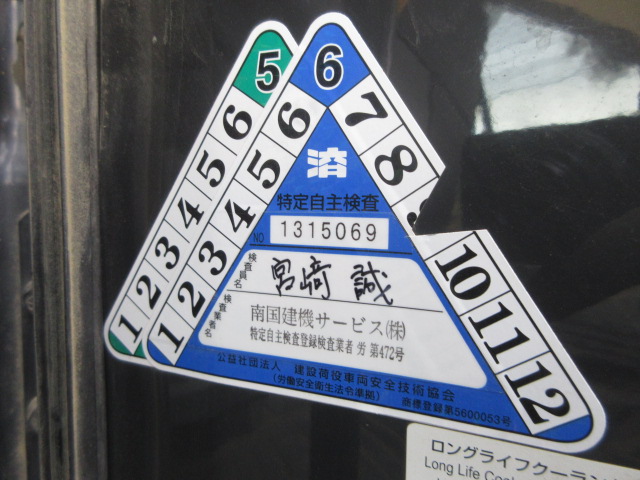 5
6
1 2 3 4 5 6
1 2 3 4 5 6
7 8
10 11 12
済
特定自主検査
NO 1315069
検査員名
宮﨑 誠
検査業者名
南国建機サービス(株)
特定自主検査登録検査業者 労 第472号
公益社団法人 建設荷役車両安全技術協会
(労働安全衛生法令準拠)
商標登録第5600053号
ロングライフクーラン
Long Life Coo